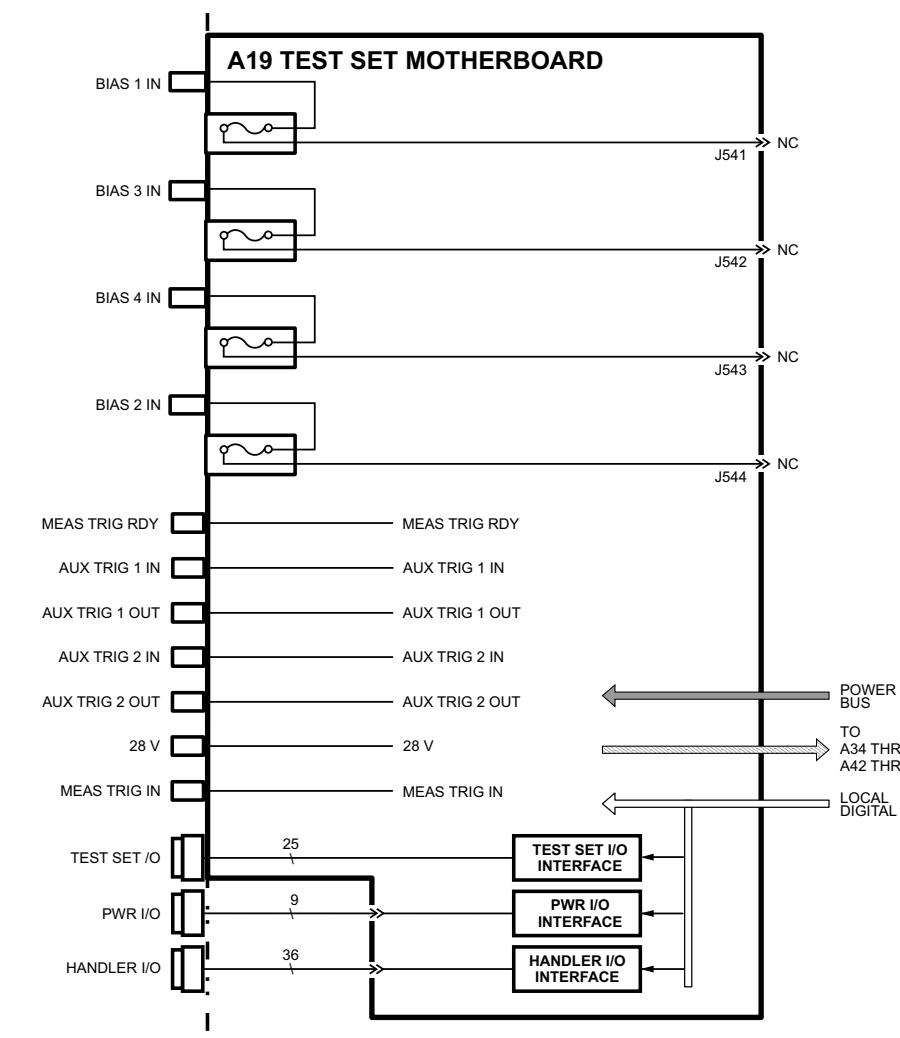 A19 TEST SET MOTHERBOARD
BIAS 1 IN
NC
J541
BIAS 3 IN
NC
J542
BIAS 4 IN
NC
J543
BIAS 2 IN
NC
J544
MEAS TRIG RDY MEAS TRIG RDY
AUX TRIG 1 IN AUX TRIG 1 IN
AUX TRIG 1 OUT AUX TRIG 1 OUT
AUX TRIG 2 IN AUX TRIG 2 IN
AUX TRIG 2 OUT AUX TRIG 2 OUT
POWER
BUS
28 V 28 V
TO
A34 THR
A42 THR
MEAS TRIG IN MEAS TRIG IN
LOCAL
DIGITAL
TEST SET /O
25
TEST SET I/O
INTERFACE
PWR I/O
9
PWR I/O
INTERFACE
HANDLER I/O
36
HANDLER I/O
INTERFACE